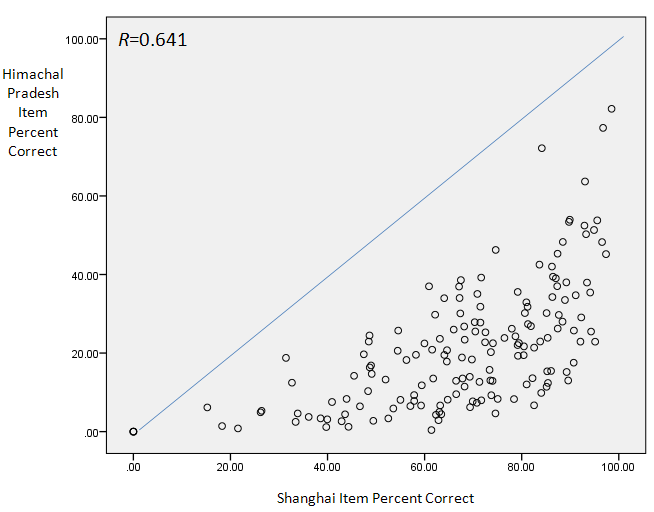 R=0.641
Himachal
Pradesh
Item
Percent
Correct
100.00
80.00
60.00
40.00
20.00
.00
.00 20.00 40.00 60.00 80.00 100.00
Shanghai Item Percent Correct